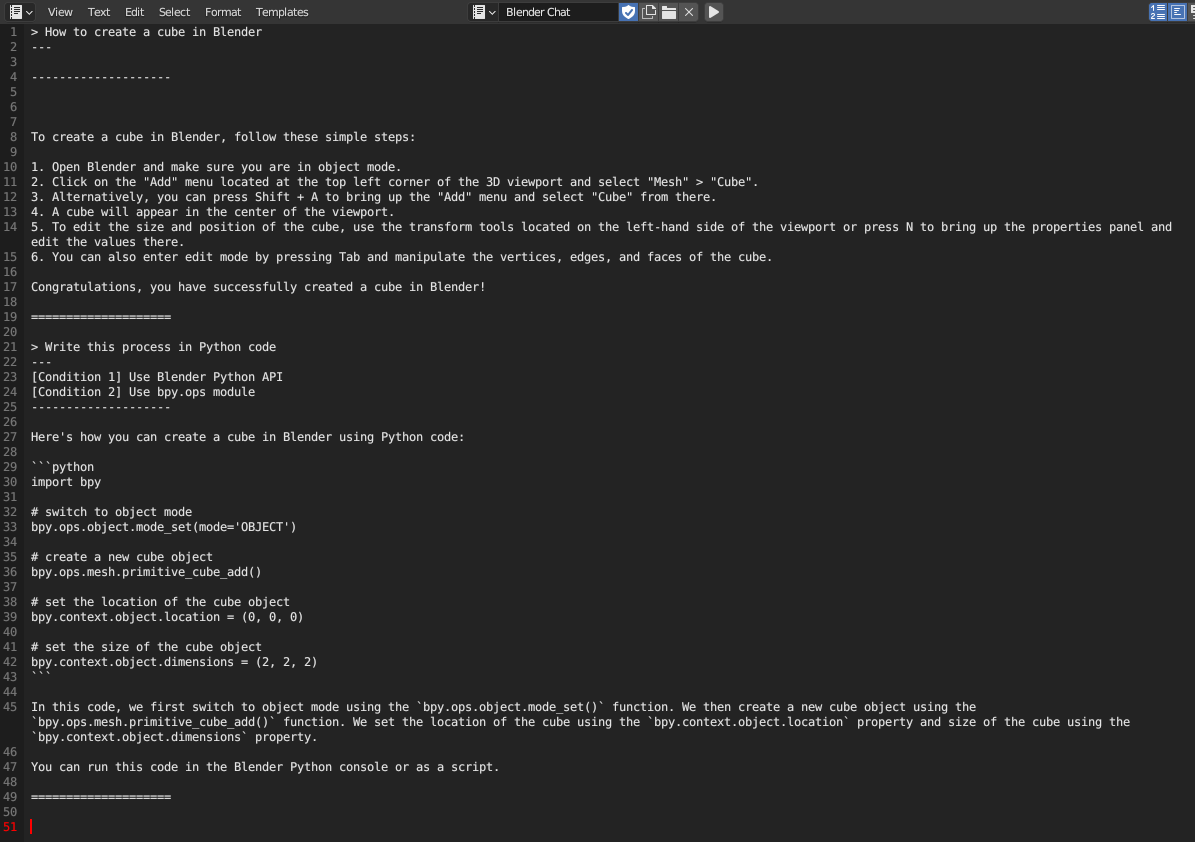 View Text Edit Select Format Templates Blender Chat
1 > How to create a cube in Blender
2 ---
3
4 --------------------
5
6
7
8 To create a cube in Blender, follow these simple steps:
9
10 1. Open Blender and make sure you are in object mode.
11 2. Click on the "Add" menu located at the top left corner of the 3D viewport and select "Mesh" > "Cube".
12 3. Alternatively, you can press Shift + A to bring up the "Add" menu and select "Cube" from there.
13 4. A cube will appear in the center of the viewport.
14 5. To edit the size and position of the cube, use the transform tools located on the left-hand side of the viewport or press N to bring up the properties panel and
edit the values there.
15 6. You can also enter edit mode by pressing Tab and manipulate the vertices, edges, and faces of the cube.
16
17 Congratulations, you have successfully created a cube in Blender!
18
19 ====================
20
21 > Write this process in Python code
22 ---
23 [Condition 1] Use Blender Python API
24 [Condition 2] Use bpy.ops module
25 --------------------
26
27 Here's how you can create a cube in Blender using Python code:
28
29 ```python
30 import bpy
31
32 # switch to object mode
33 bpy.ops.object.mode_set(mode='OBJECT')
34
35 # create a new cube object
36 bpy.ops.mesh.primitive_cube_add()
37
38 # set the location of the cube object
39 bpy.context.object.location = (0, 0, 0)
40
41 # set the size of the cube object
42 bpy.context.object.dimensions = (2, 2, 2)
43 ```
44
45 In this code, we first switch to object mode using the `bpy.ops.object.mode_set()` function. We then create a new cube object using the
`bpy.ops.mesh.primitive_cube_add()` function. We set the location of the cube using the `bpy.context.object.location` property and size of the cube using the
`bpy.context.object.dimensions` property.
46
47 You can run this code in the Blender Python console or as a script.
48
49 ====================
50
51